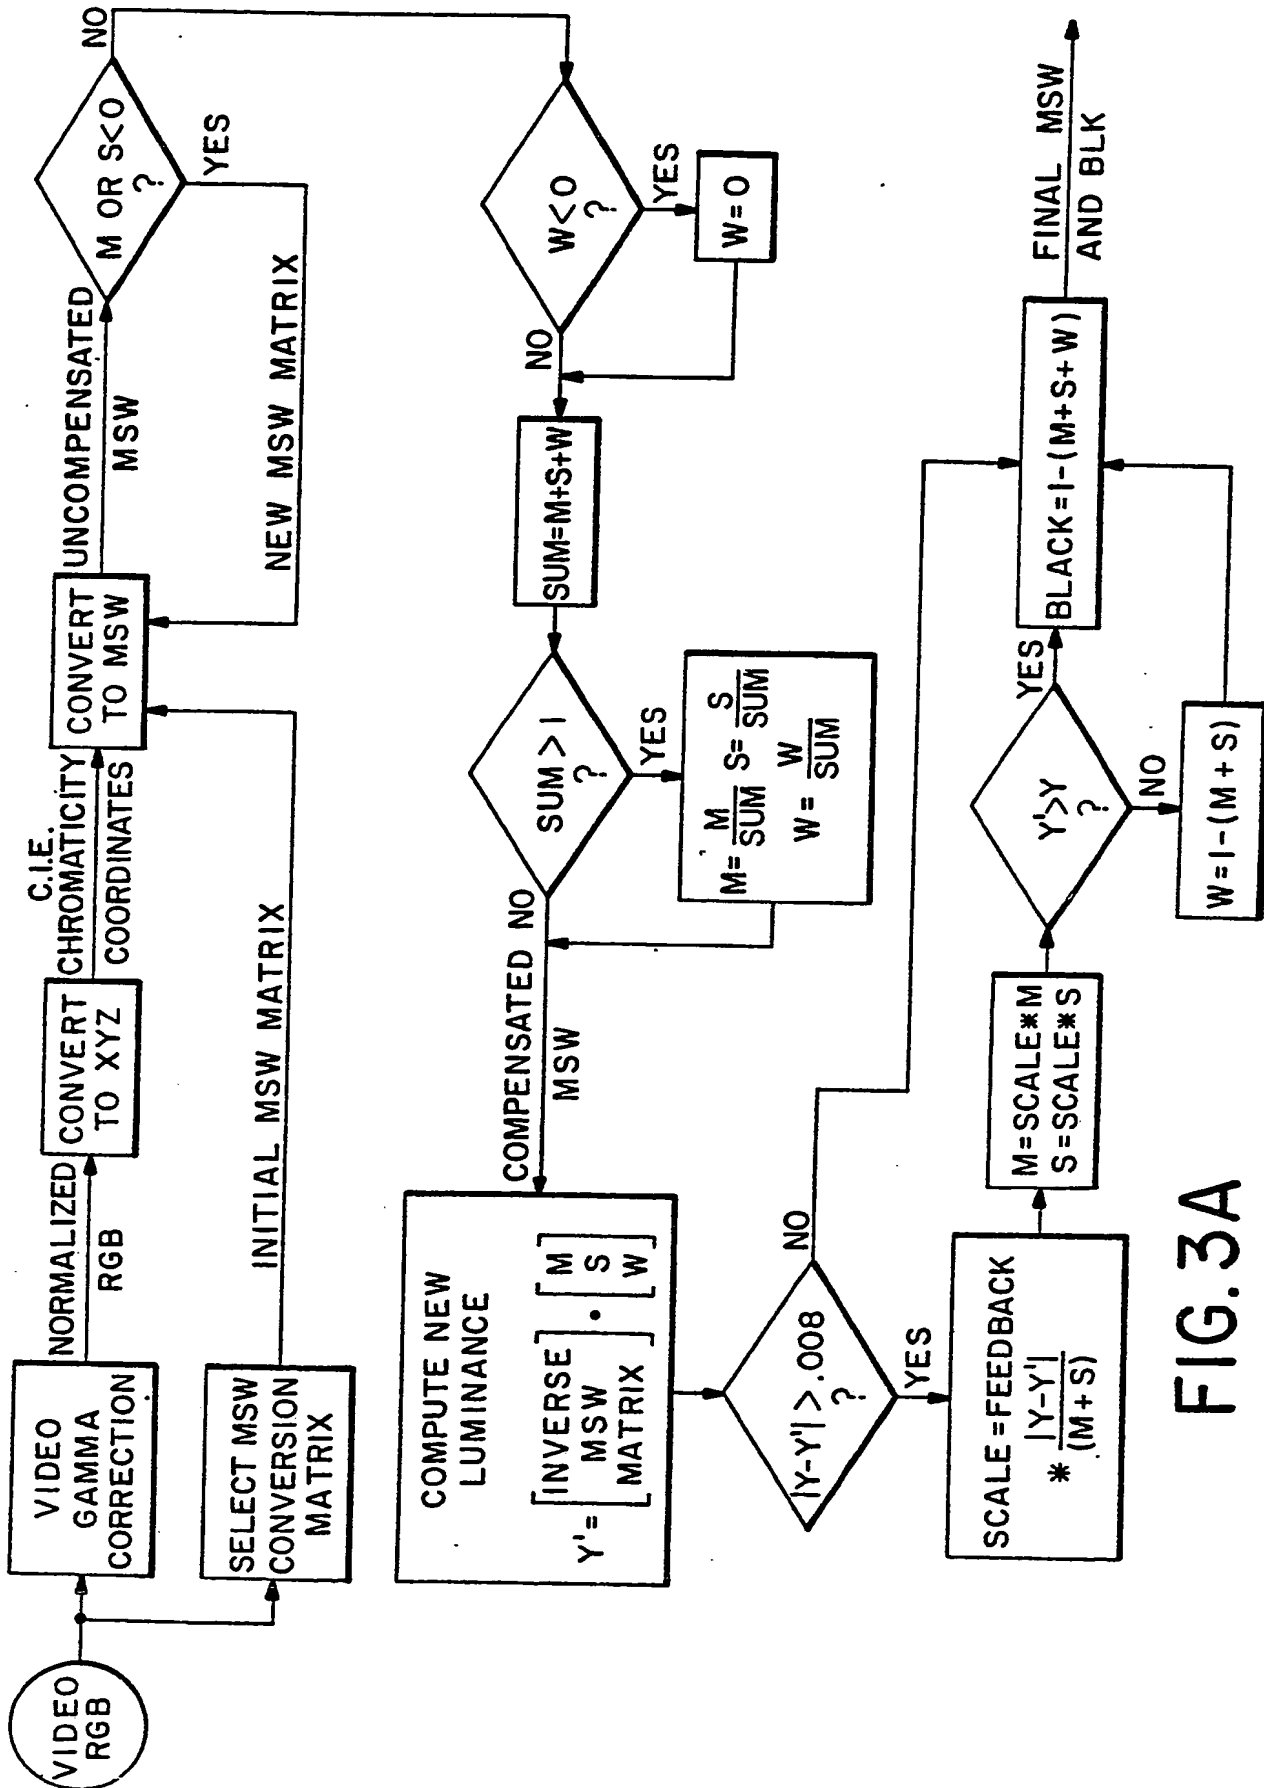 VIDEO
RGB
VIDEO
GAMMA
CORRECTION
NORMALIZED
RGB
CONVERT
TO XYZ
C.I.E.
CHROMATICITY
COORDINATES
CONVERT
TO MSW
UNCOMPENSATED
MSW
M OR S<0
?
NO
YES
NEW MSW MATRIX
SELECT MSW
CONVERSION
MATRIX
INITIAL MSW MATRIX
W<0
?
YES
W=0
NO
SUM=M+S+W
SUM>1
?
YES
M=M/SUM S=S/SUM
W=W/SUM
COMPENSATED NO
MSW
COMPUTE NEW
LUMINANCE
Y'=[INVERSE MSW MATRIX]•[M S W]
|Y-Y'|>.008
?
NO
YES
SCALE=FEEDBACK
* |Y-Y'|/(M+S)
M=SCALE*M
S=SCALE*S
Y'>Y
?
YES
NO
W=1-(M+S)
BLACK=1-(M+S+W)
FINAL MSW
AND BLK
FIG.3A